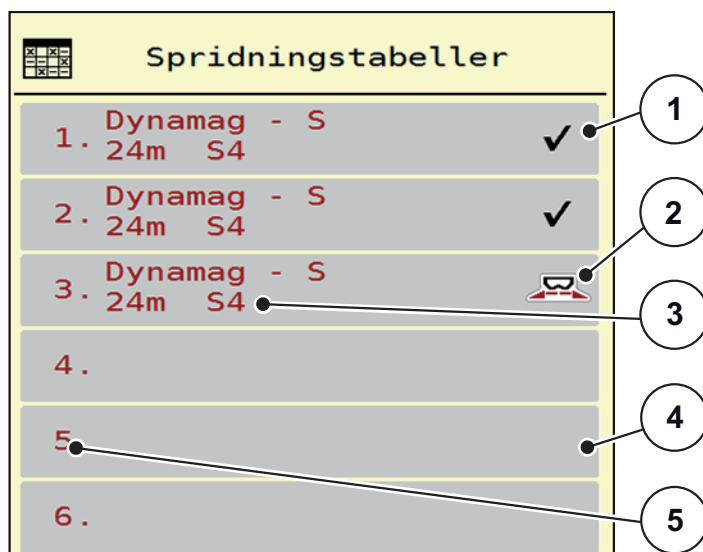 Spridningstabeller
1. Dynamag - S
24m S4
1
2. Dynamag - S
24m S4
2
3. Dynamag - S
24m S4
3
4.
5
4
6.
5